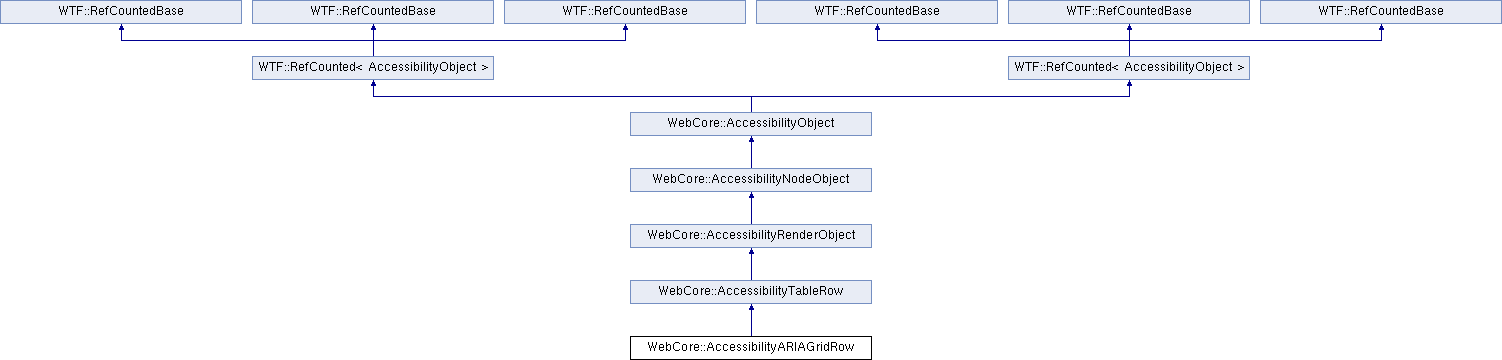 WTF::RefCountedBase
WTF::RefCountedBase
WTF::RefCountedBase
WTF::RefCountedBase
WTF::RefCountedBase
WTF::RefCountedBase
WTF::RefCounted< AccessibilityObject >
WTF::RefCounted< AccessibilityObject >
WebCore::AccessibilityObject
WebCore::AccessibilityNodeObject
WebCore::AccessibilityRenderObject
WebCore::AccessibilityTableRow
WebCore::AccessibilityARIAGridRow